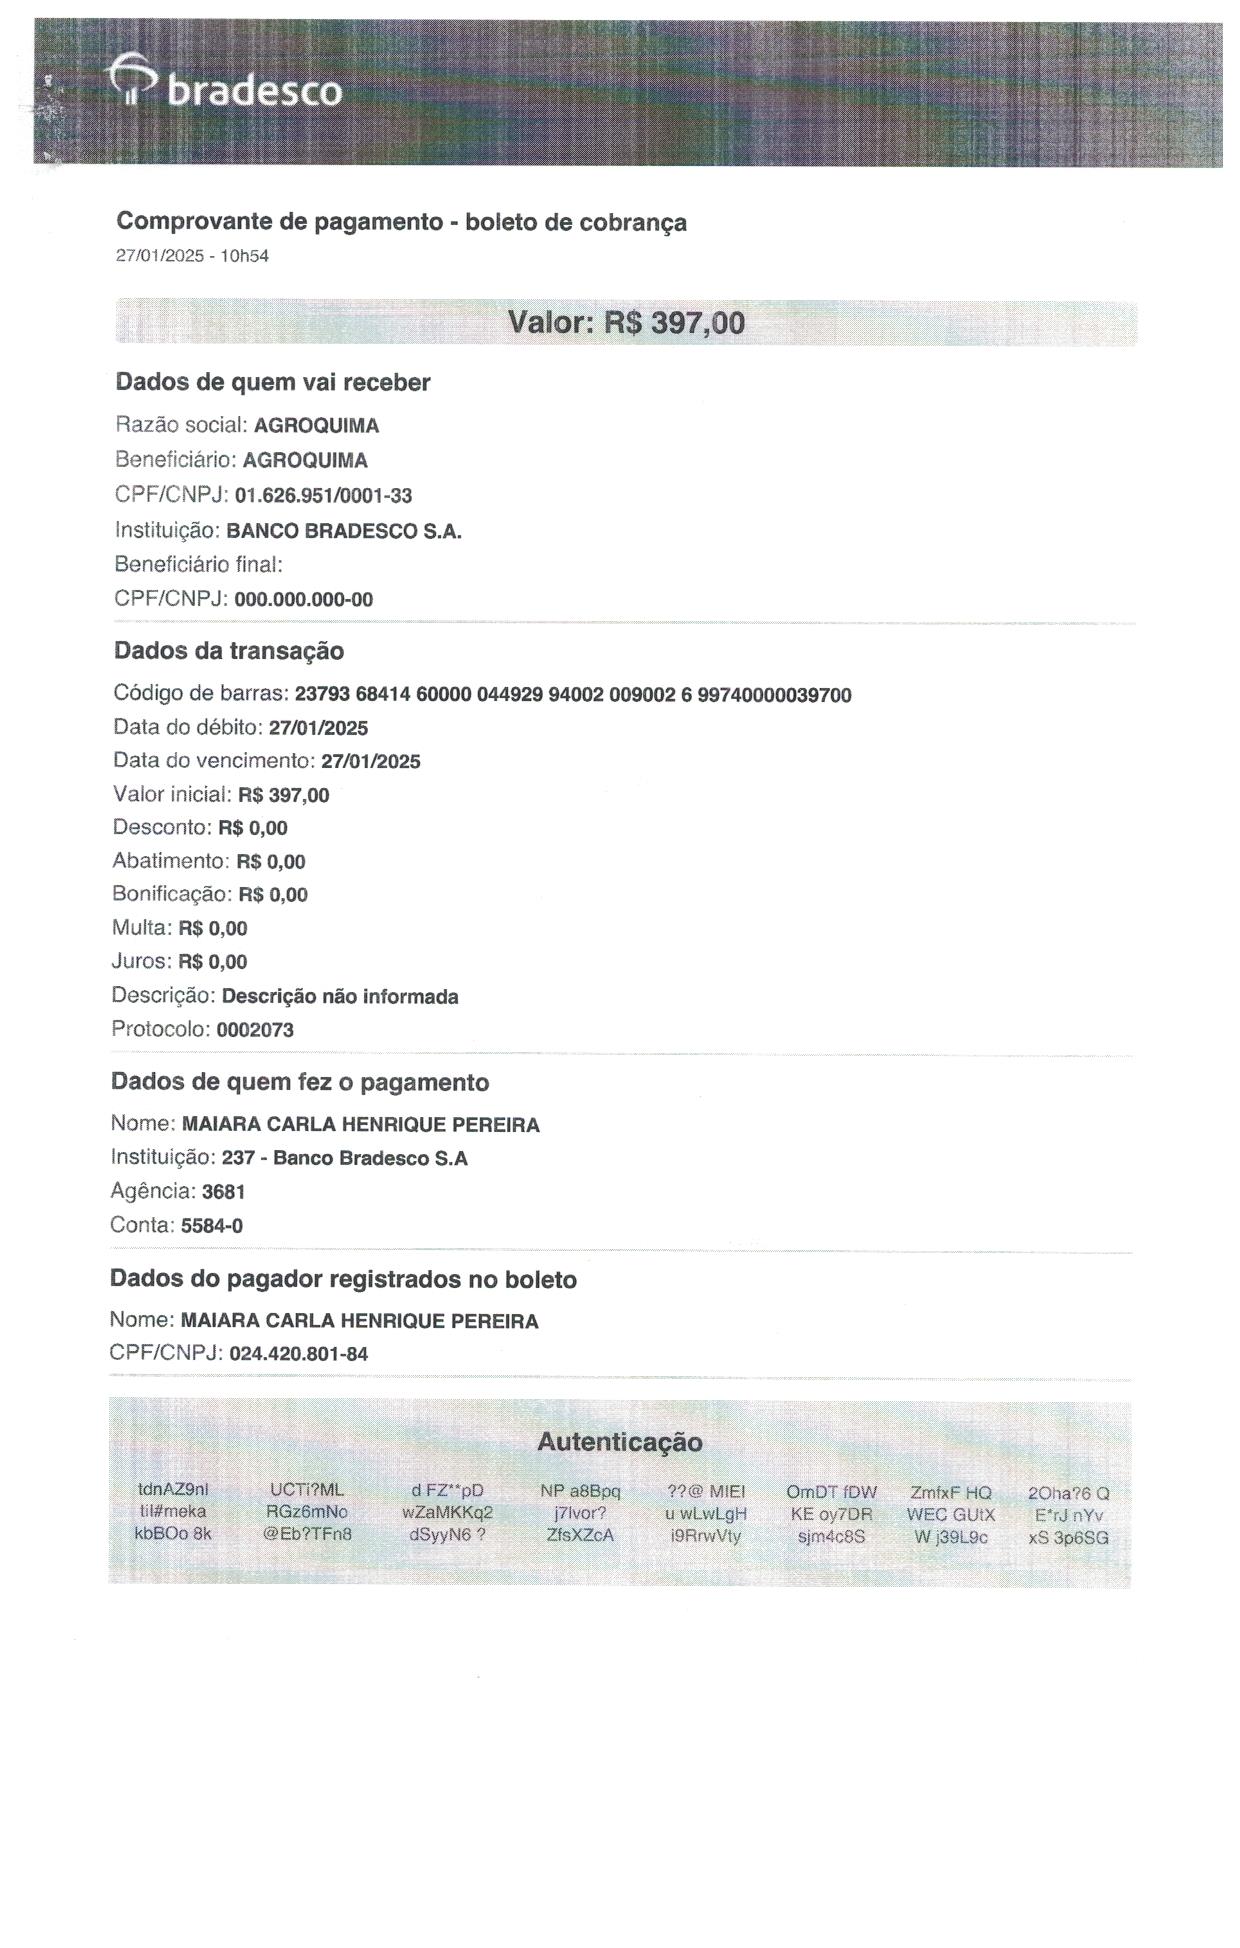 bradesco
Comprovante de pagamento - boleto de cobrança
27/01/2025 - 10h54
Valor: R$ 397,00
Dados de quem vai receber
Razão social: AGROQUIMA
Beneficiário: AGROQUIMA
CPF/CNPJ: 01.626.951/0001-33
Instituição: BANCO BRADESCO S.A.
Beneficiário final:
CPF/CNPJ: 000.000.000-00
Dados da transação
Código de barras: 23793 68414 60000 044929 94002 009002 6 99740000039700
Data do débito: 27/01/2025
Data do vencimento: 27/01/2025
Valor inicial: R$ 397,00
Desconto: R$ 0,00
Abatimento: R$ 0,00
Bonificação: R$ 0,00
Multa: R$ 0,00
Juros: R$ 0,00
Descrição: Descrição não informada
Protocolo: 0002073
Dados de quem fez o pagamento
Nome: MAIARA CARLA HENRIQUE PEREIRA
Instituição: 237 - Banco Bradesco S.A
Agência: 3681
Conta: 5584-0
Dados do pagador registrados no boleto
Nome: MAIARA CARLA HENRIQUE PEREIRA
CPF/CNPJ: 024.420.801-84
Autenticação
tdnAZ9nI UCTi?ML d FZ**pD NP a8Bpq ??@ MIEI OmDT fDW ZmfxF HQ 2Oha?6 Q
til#meka RGz6mNo wZaMKKq2 j7lvor? u wLwLgH KE oy7DR WEC GUtX E*rJ nYv
kbBOo 8k @Eb?TFn8 dSyyN6 ? ZfsXZcA i9RrwVty sjm4c8S W j39L9c xS 3p6SG